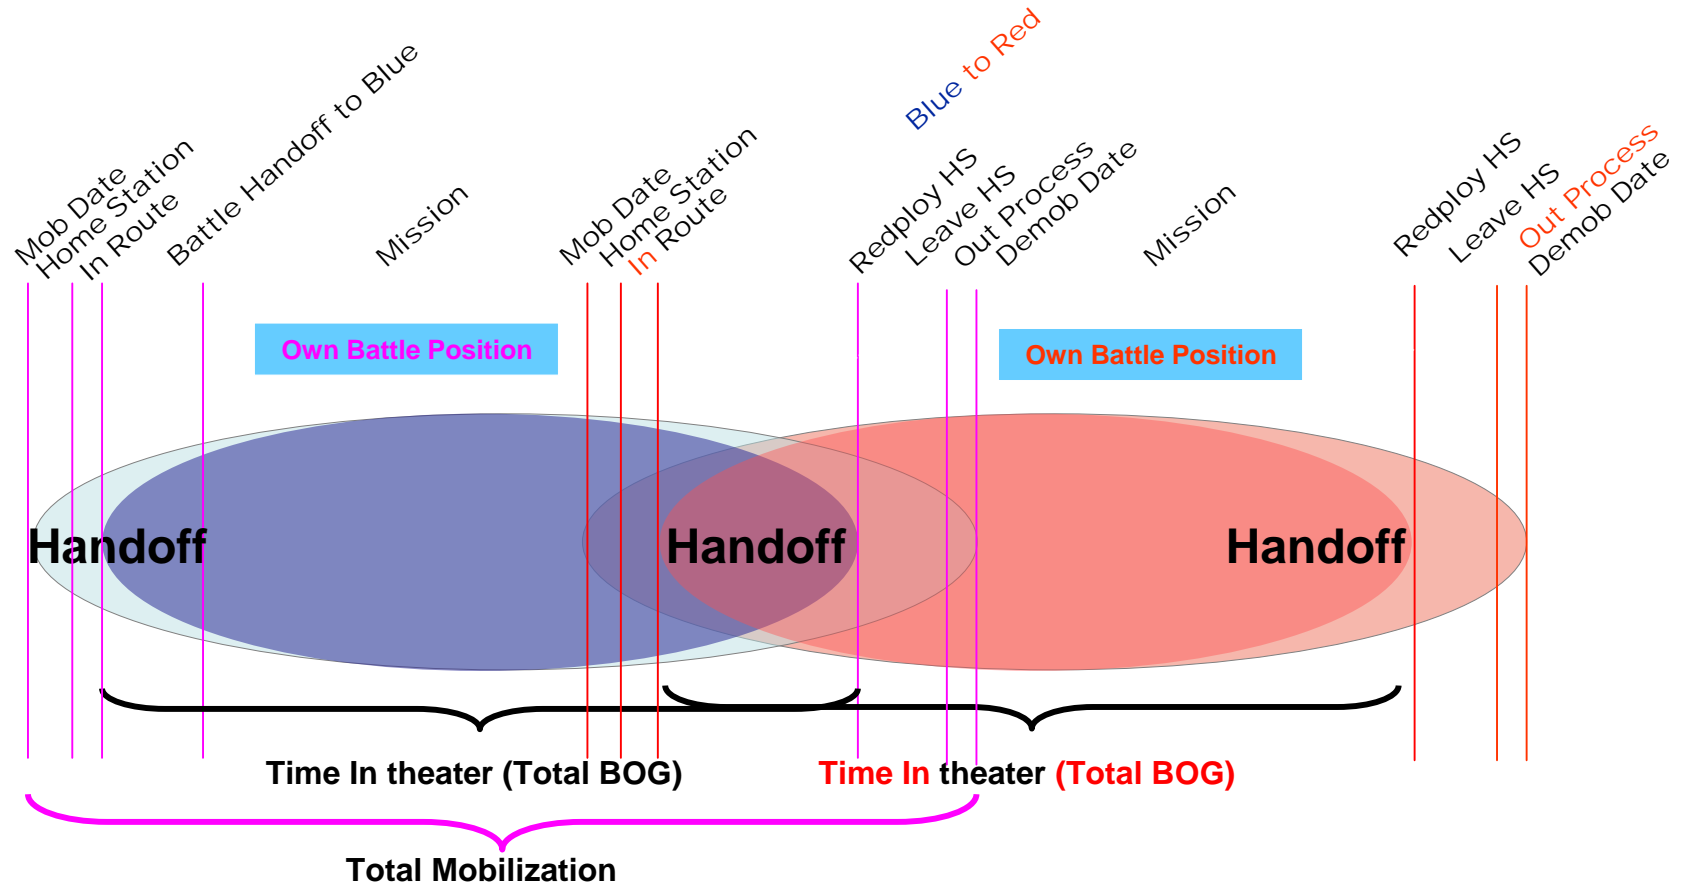 Blue to Red
Mob Date
Home Station
In Route
Battle Handoff to Blue
Mission
Mob Date
Home Station
In Route
Redploy HS
Leave HS
Out Process
Demob Date
Mission
Redploy HS
Leave HS
Out Process
Demob Date
Own Battle Position
Own Battle Position
Handoff
Handoff
Handoff
Time In theater (Total BOG)
Time In theater (Total BOG)
Total Mobilization